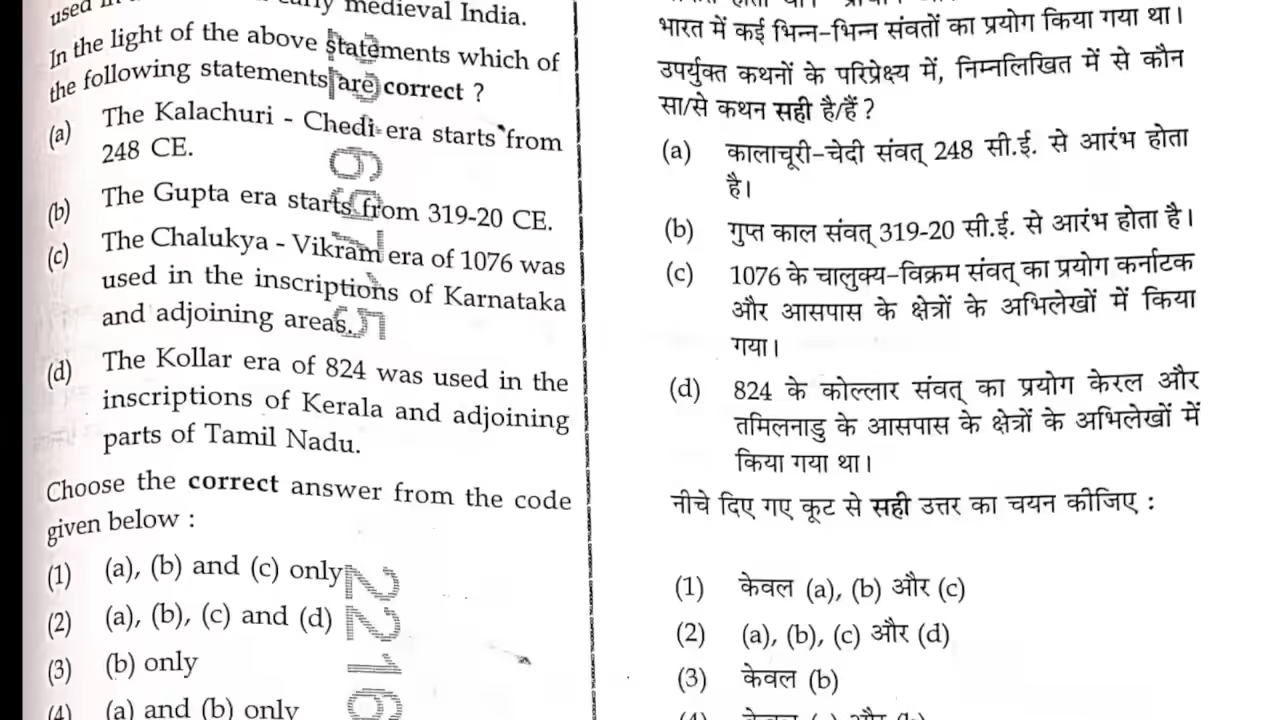 used in early medieval India.
In the light of the above statements which of
the following statements are correct ?
(a) The Kalachuri - Chedi era starts from
248 CE.
(b) The Gupta era starts from 319-20 CE.
(c) The Chalukya - Vikram era of 1076 was
used in the inscriptions of Karnataka
and adjoining areas.
(d) The Kollar era of 824 was used in the
inscriptions of Kerala and adjoining
parts of Tamil Nadu.
Choose the correct answer from the code
given below :
(1) (a), (b) and (c) only
(2) (a), (b), (c) and (d)
(3) (b) only
(4) (a) and (b) only
भारत में कई भिन्न-भिन्न संवतों का प्रयोग किया गया था।
उपर्युक्त कथनों के परिप्रेक्ष्य में, निम्नलिखित में से कौन
सा/से कथन सही है/हैं ?
(a) कालाचूरी-चेदी संवत् 248 सी.ई. से आरंभ होता
है।
(b) गुप्त काल संवत् 319-20 सी.ई. से आरंभ होता है।
(c) 1076 के चालुक्य-विक्रम संवत् का प्रयोग कर्नाटक
और आसपास के क्षेत्रों के अभिलेखों में किया
गया।
(d) 824 के कोल्लार संवत् का प्रयोग केरल और
तमिलनाडु के आसपास के क्षेत्रों के अभिलेखों में
किया गया था।
नीचे दिए गए कूट से सही उत्तर का चयन कीजिए :
(1) केवल (a), (b) और (c)
(2) (a), (b), (c) और (d)
(3) केवल (b)